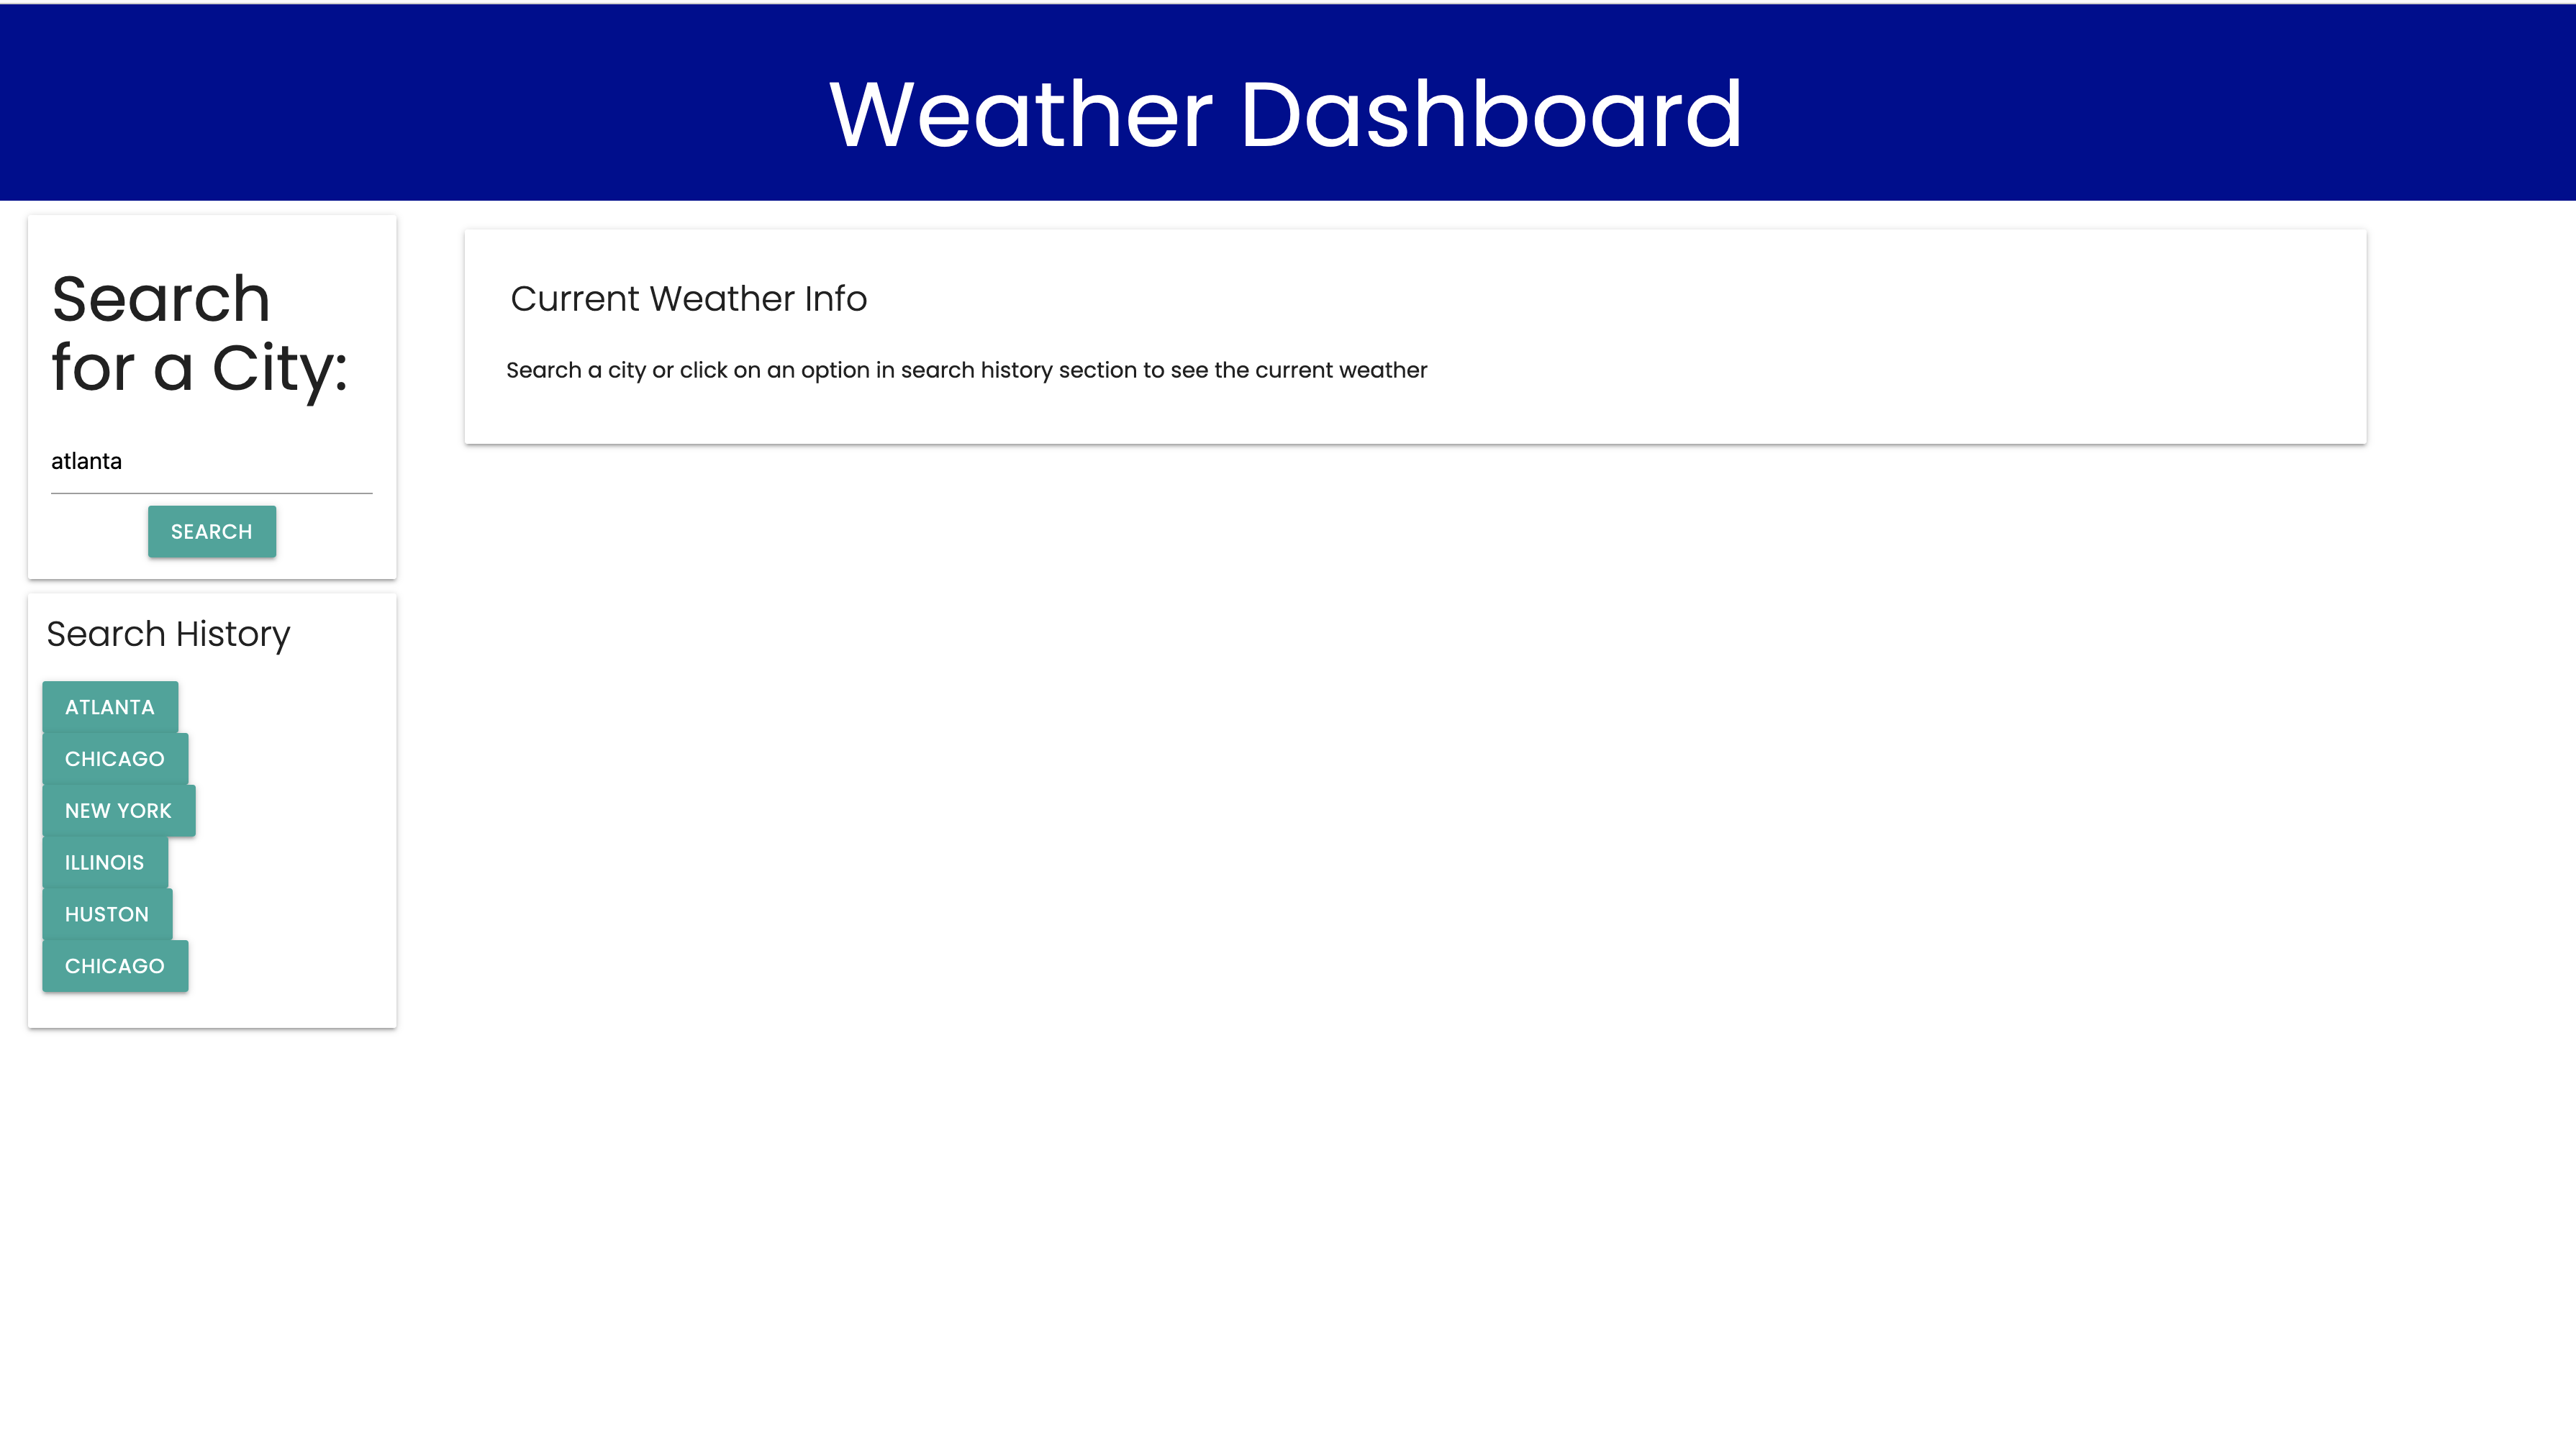 Weather Dashboard
Search
for a City:
atlanta
SEARCH
Search History
ATLANTA
CHICAGO
NEW YORK
ILLINOIS
HUSTON
CHICAGO
Current Weather Info
Search a city or click on an option in search history section to see the current weather